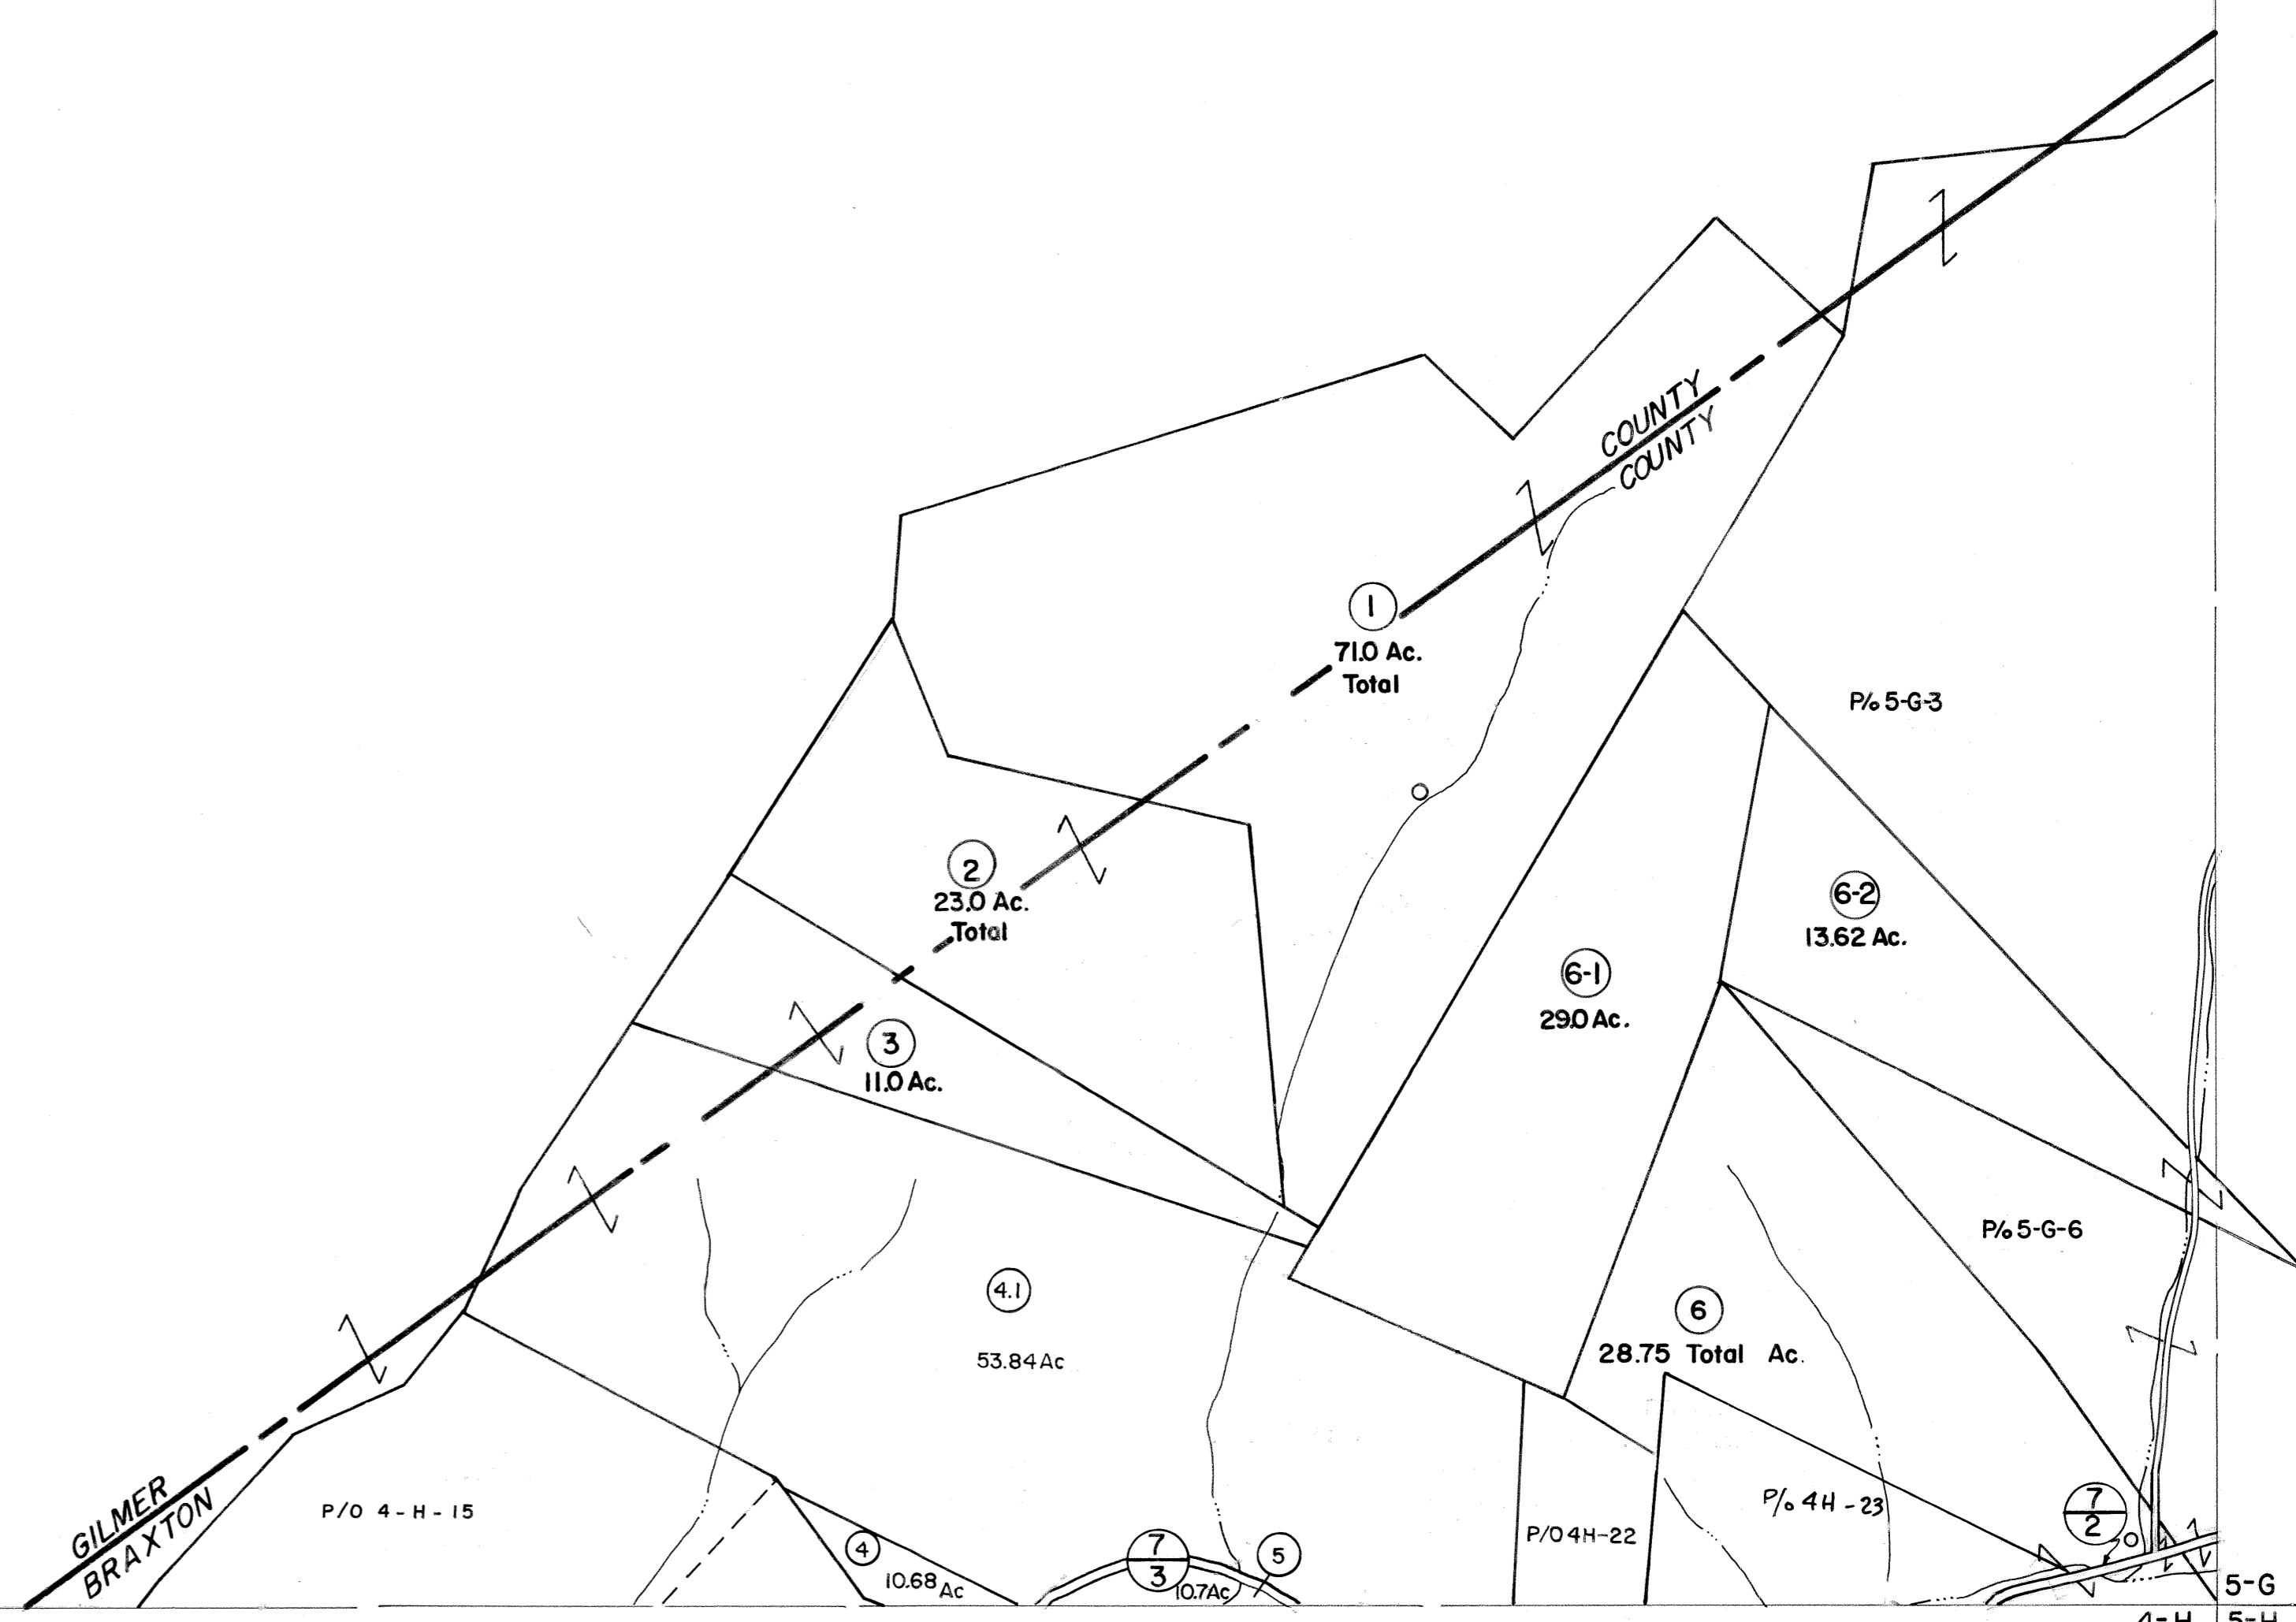 COUNTY
COUNTY
1
71.0 Ac.
Total
P/o 5-G-3
2
23.0 Ac.
Total
6-2
13.62 Ac.
6-1
29.0 Ac.
3
11.0 Ac.
P/o 5-G-6
4.1
53.84 Ac
6
28.75 Total Ac.
GILMER
BRAXTON
P/O 4-H-15
P/o 4H-23
7
2
P/O 4H-22
4
10.68 Ac
7
3
10.7Ac
5
5-G
4-H
5-H